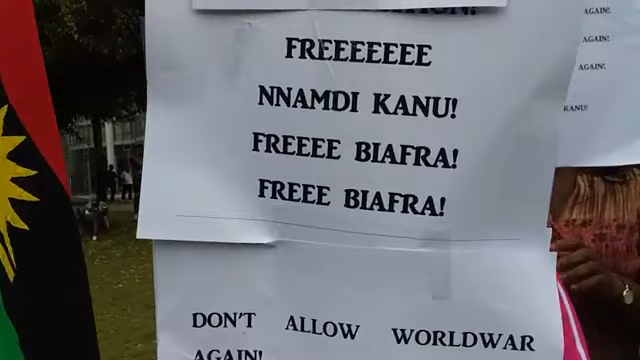 FREEEEEEE
NNAMDI KANU!
FREEEE BIAFRA!
FREEE BIAFRA!
DON'T ALLOW WORLDWAR
AGAIN!
AGAIN!
AGAIN!
AGAIN!
KANU!